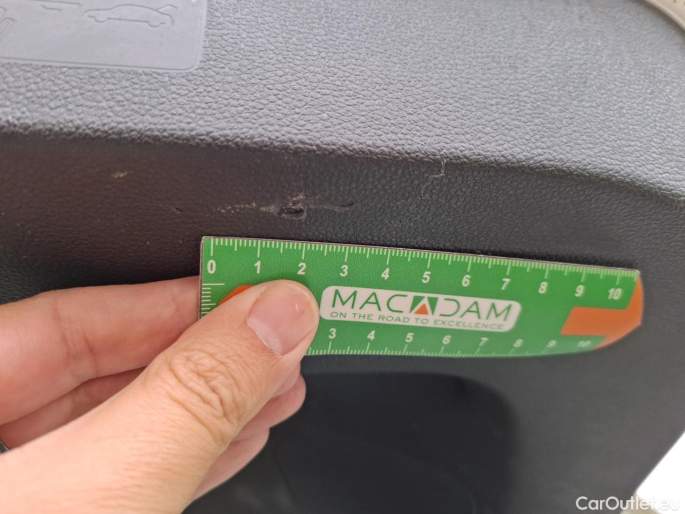 0 1 2 3 4 5 6 7 8 9 10
MACADAM
ON THE ROAD TO EXCELLENCE
3 4 5 6 7 8 9 10
CarOutlet.eu